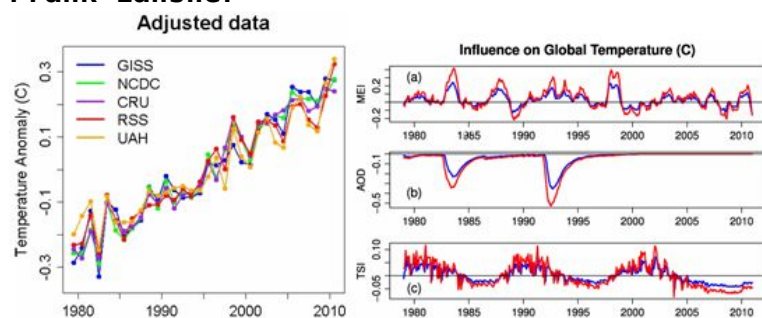 Adjusted data
Temperature Anomaly (C)
0.3
0.1
-0.1
-0.3
GISS
NCDC
CRU
RSS
UAH
1980 1990 2000 2010
Influence on Global Temperature (C)
MEI
0.2
-0.2
(a)
1980 1985 1990 1995 2000 2005 2010
AOD
-0.1
-0.5
(b)
1980 1985 1990 1995 2000 2005 2010
TSI
0.10
-0.05
(c)
1980 1985 1990 1995 2000 2005 2010